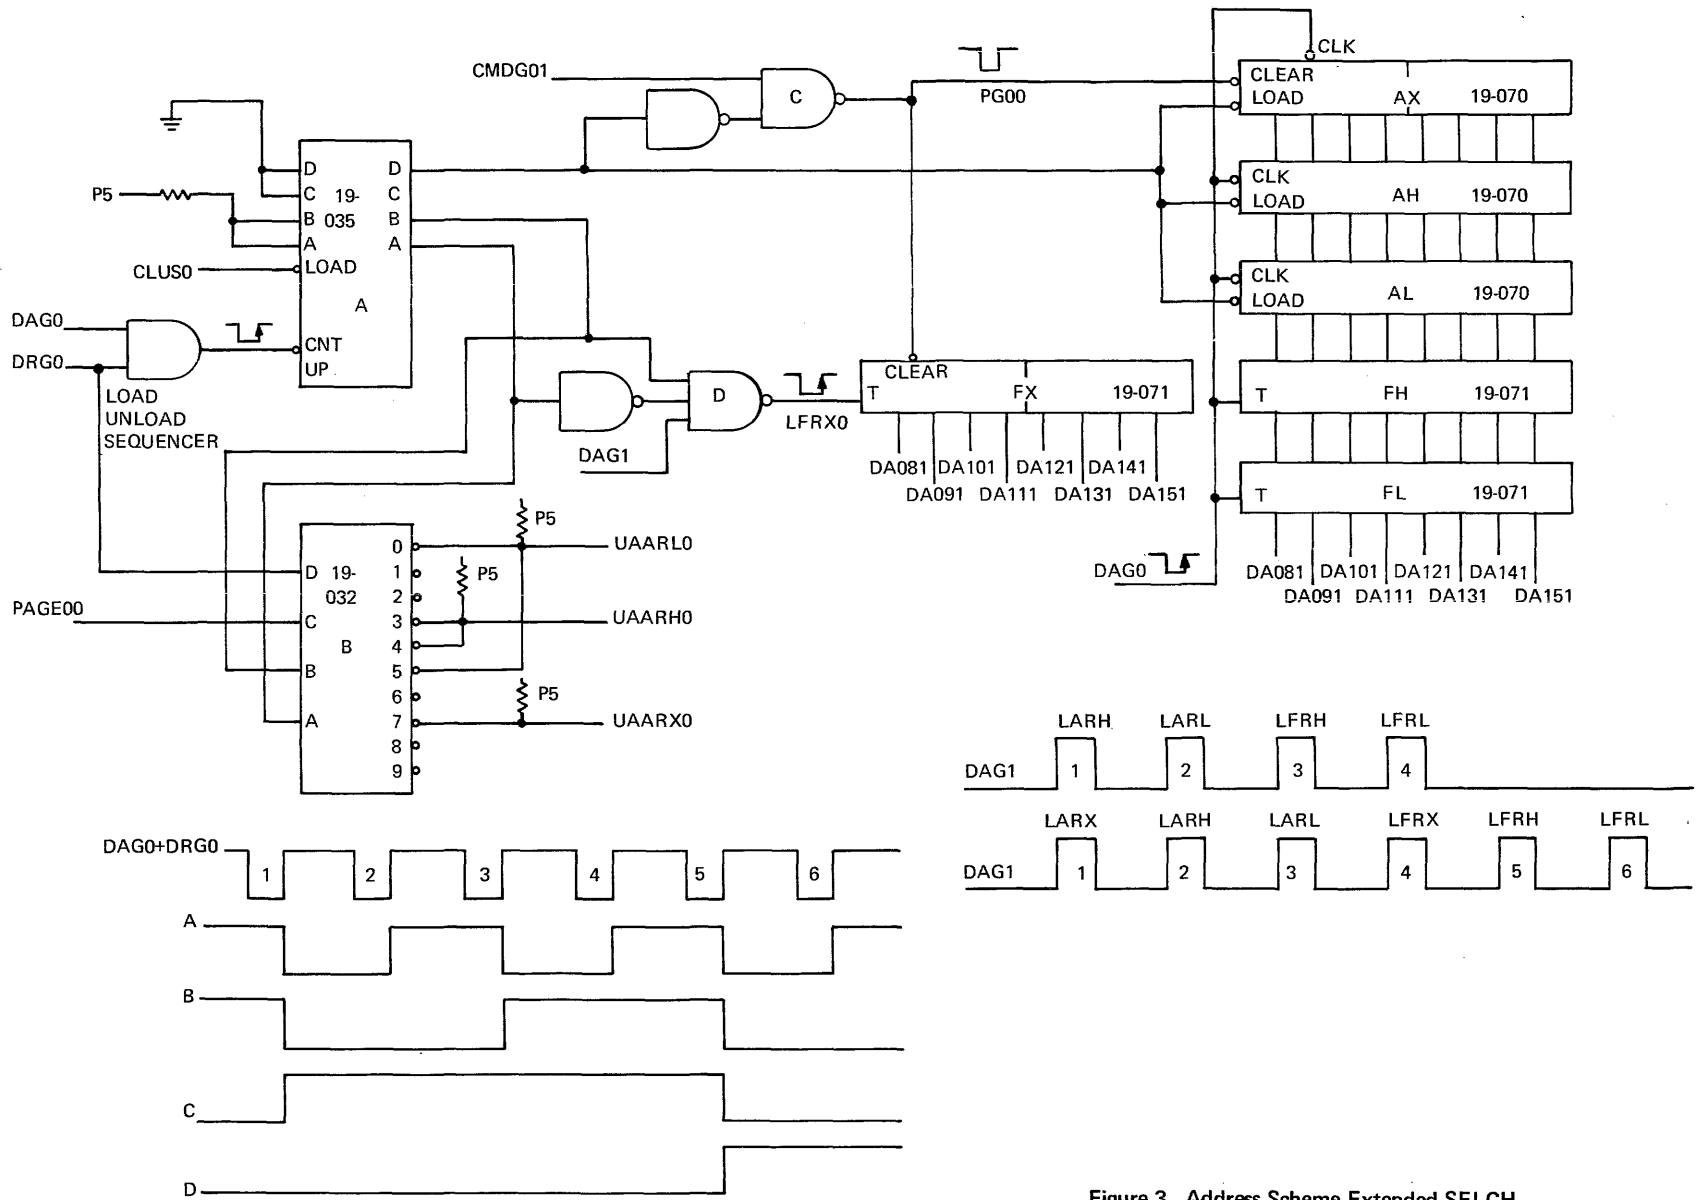 CLK
CMDG01
C
PG00
CLEAR
LOAD AX 19-070
CLK
LOAD AH 19-070
CLK
LOAD AL 19-070
T FH 19-071
T FL 19-071
DAG0
DA081 DA101 DA121 DA141
DA091 DA111 DA131 DA151
P5
D D
C 19- C
B 035 B
A A
CLUS0 LOAD
A
DAG0
DRG0
CNT
UP
LOAD
UNLOAD
SEQUENCER
D
DAG1
LFRX0
CLEAR
T FX 19-071
DA081 DA101 DA121 DA141
DA091 DA111 DA131 DA151
P5
0 UAARL0
D 19- 1
032 2
P5
PAGE00 C 3 UAARH0
B 4
B 5
6
P5
A 7 UAARX0
8
9
LARH LARL LFRH LFRL
DAG1 1 2 3 4
LARX LARH LARL LFRX LFRH LFRL
DAG1 1 2 3 4 5 6
DAG0+DRG0 1 2 3 4 5 6
A
B
C
D
Figure 3. Address Scheme Extended SELCH